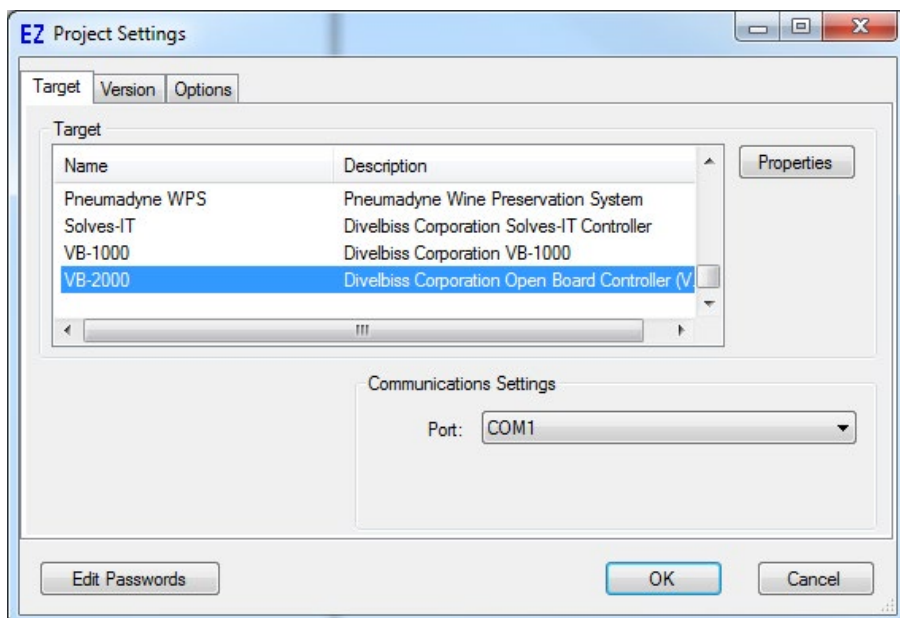 EZ Project Settings
Target Version Options
Target
Name Description
Pneumadyne WPS Pneumadyne Wine Preservation System
Solves-IT Divelbiss Corporation Solves-IT Controller
VB-1000 Divelbiss Corporation VB-1000
VB-2000 Divelbiss Corporation Open Board Controller (V.
Properties
Communications Settings
Port: COM1
Edit Passwords OK Cancel